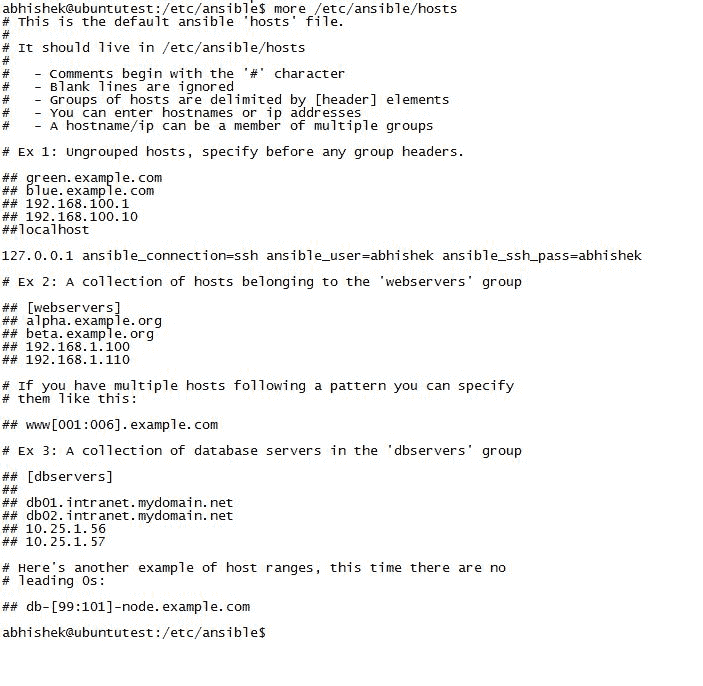 abhishek@ubuntutest:/etc/ansible$ more /etc/ansible/hosts
# This is the default ansible 'hosts' file.
#
# It should live in /etc/ansible/hosts
#
#   - Comments begin with the '#' character
#   - Blank lines are ignored
#   - Groups of hosts are delimited by [header] elements
#   - You can enter hostnames or ip addresses
#   - A hostname/ip can be a member of multiple groups
# Ex 1: Ungrouped hosts, specify before any group headers.
## green.example.com
## blue.example.com
## 192.168.100.1
## 192.168.100.10
##localhost
127.0.0.1 ansible_connection=ssh ansible_user=abhishek ansible_ssh_pass=abhishek
# Ex 2: A collection of hosts belonging to the 'webservers' group
## [webservers]
## alpha.example.org
## beta.example.org
## 192.168.1.100
## 192.168.1.110
# If you have multiple hosts following a pattern you can specify
# them like this:
## www[001:006].example.com
# Ex 3: A collection of database servers in the 'dbservers' group
## [dbservers]
##
## db01.intranet.mydomain.net
## db02.intranet.mydomain.net
## 10.25.1.56
## 10.25.1.57
# Here's another example of host ranges, this time there are no
# leading 0s:
## db-[99:101]-node.example.com
abhishek@ubuntutest:/etc/ansible$